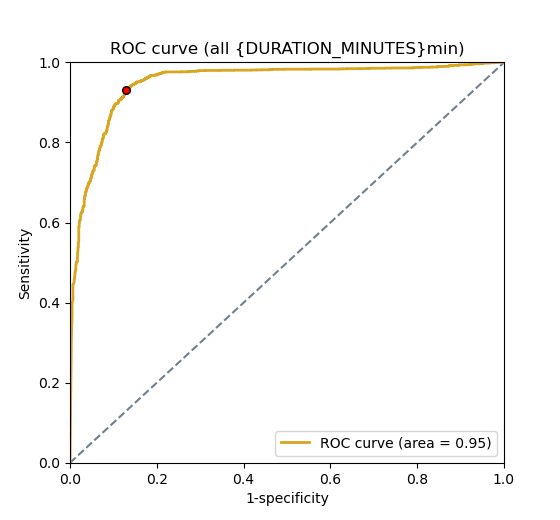 ROC curve (all {DURATION_MINUTES}min)
1.0
0.8
0.6
0.4
0.2
0.0
Sensitivity
0.0 0.2 0.4 0.6 0.8 1.0
1-specificity
ROC curve (area = 0.95)